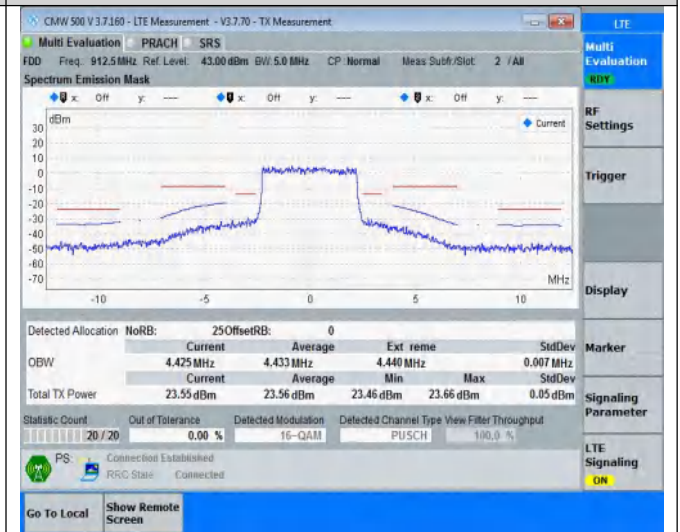 CMW 500 V 3.7.160 - LTE Measurement - V3.7.70 - TX Measurement
LTE
Multi Evaluation PRACH SRS
Multi Evaluation
RDY
FDD Freq: 912.5 MHz Ref. Level: 43.00 dBm BW: 5.0 MHz CP: Normal Meas Subfr./Slot: 2 / All
Spectrum Emission Mask
x: Off y: --- x: Off y: --- x: Off y: ---
dBm
Current
30
20
10
0
-10
-20
-30
-40
-50
-60
-70
MHz
-10 -5 0 5 10
RF Settings
Trigger
Display
Marker
Signaling Parameter
LTE Signaling
ON
Detected Allocation NoRB: 25 OffsetRB: 0
Current Average Ext reme StdDev
OBW 4.425 MHz 4.433 MHz 4.440 MHz 0.007 MHz
Current Average Min Max StdDev
Total TX Power 23.55 dBm 23.56 dBm 23.46 dBm 23.66 dBm 0.05 dBm
Statistic Count Out of Tolerance Detected Modulation Detected Channel Type View Filter Throughput
20 / 20 0.00 % 16-QAM PUSCH 100.0 %
PS: Connection Established
RRC State Connected
Go To Local Show Remote Screen